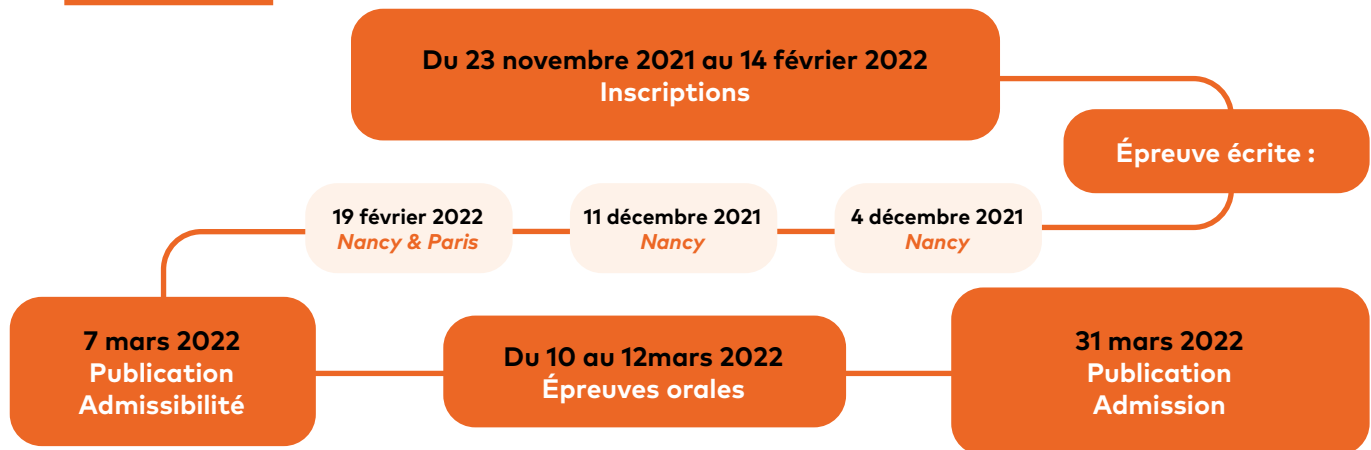 Du 23 novembre 2021 au 14 février 2022
Inscriptions
Épreuve écrite :
4 décembre 2021
Nancy
11 décembre 2021
Nancy
19 février 2022
Nancy & Paris
7 mars 2022
Publication
Admissibilité
Du 10 au 12mars 2022
Épreuves orales
31 mars 2022
Publication
Admission